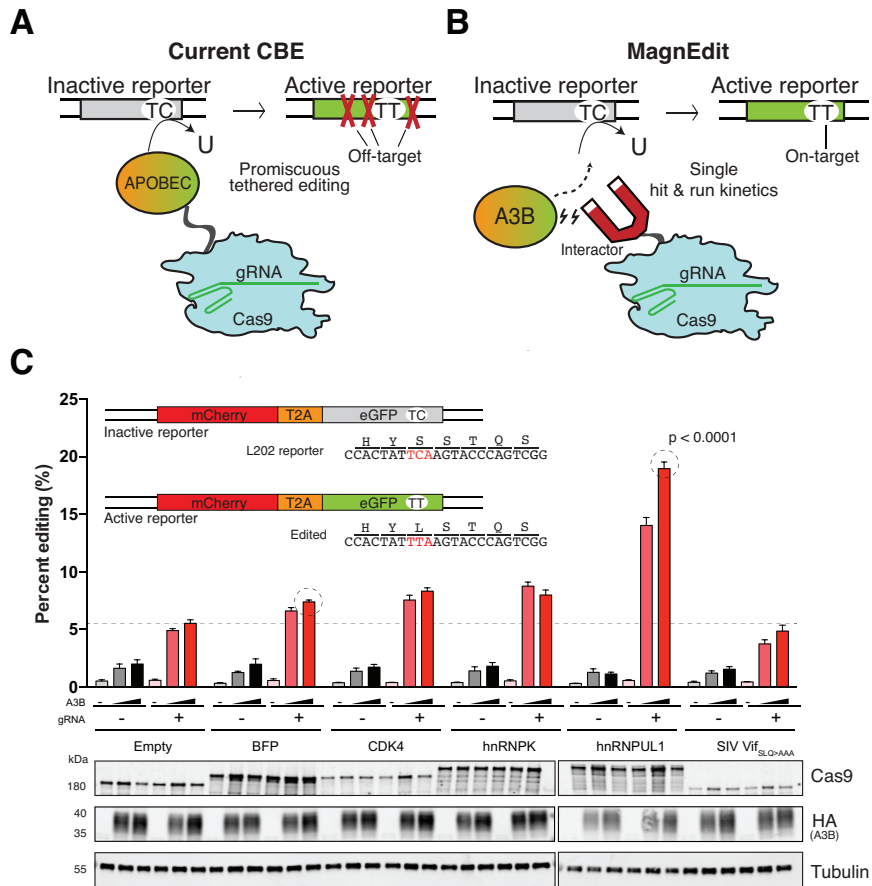 A
Current CBE
Inactive reporter
Active reporter
TC
TT
U
Off-target
Promiscuous
tethered editing
APOBEC
gRNA
Cas9
B
MagnEdit
Inactive reporter
Active reporter
TC
TT
U
On-target
Single
hit & run kinetics
A3B
Interactor
gRNA
Cas9
C
Percent editing (%)
25
20
15
10
5
0
mCherry T2A eGFP TC
Inactive reporter
H Y S S T Q S
L202 reporter CCACTATTCAAGTACCCAGTCGG
mCherry T2A eGFP TT
Active reporter
H Y L S T Q S
Edited CCACTATTTAAGTACCCAGTCGG
p < 0.0001
A3B - - - - - - - - - - - -
gRNA - + - + - + - + - + - +
Empty BFP CDK4 hnRNPK hnRNPUL1 SIV Vif SLQ>AAA
kDa
180 Cas9
40 HA
35 (A3B)
55 Tubulin